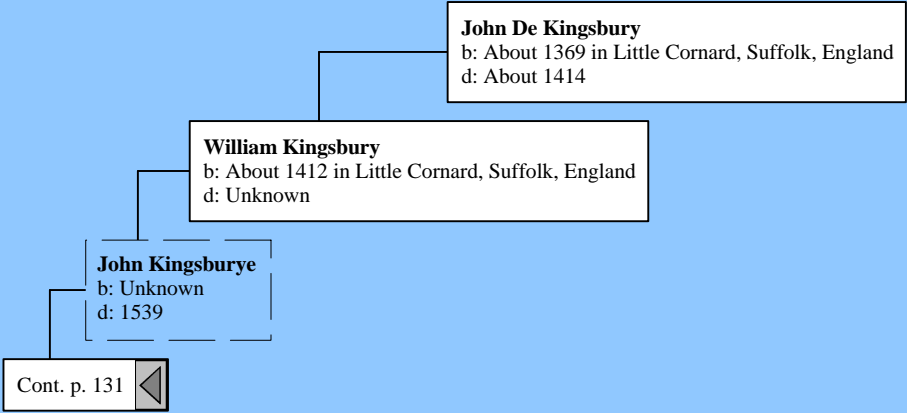 John De Kingsbury
b: About 1369 in Little Cornard, Suffolk, England
d: About 1414
William Kingsbury
b: About 1412 in Little Cornard, Suffolk, England
d: Unknown
John Kingsburye
b: Unknown
d: 1539
Cont. p. 131